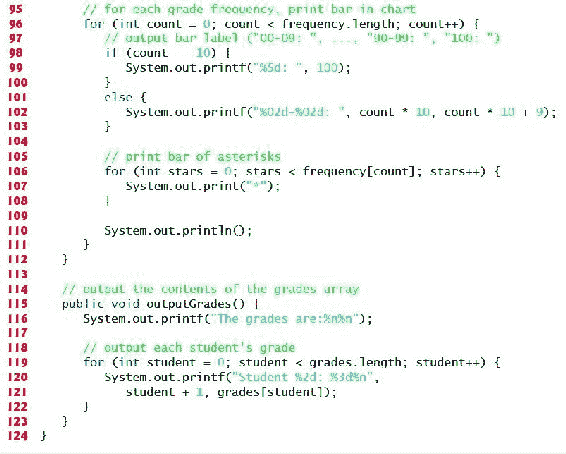 95 // for each grade frequency, print bar in chart
96 for (int count = 0; count < frequency.length; count++) {
97 // output bar label ("00-09: ", ..., "90-99: ", "100: ")
98 if (count 10) {
99 System.out.printf("%5d: ", 100);
100 }
101 else {
102 System.out.printf("%02d-%02d: ", count * 10, count * 10 + 9);
103 }
104
105 // print bar of asterisks
106 for (int stars = 0; stars < frequency[count]; stars++) {
107 System.out.print("*");
108 }
109
110 System.out.println();
111 }
112 }
113
114 // output the contents of the grades array
115 public void outputGrades() {
116 System.out.printf("The grades are:%n%n");
117
118 // output each student's grade
119 for (int student = 0; student < grades.length; student++) {
120 System.out.printf("Student %2d: %3d%n",
121 student + 1, grades[student]);
122 }
123 }
124 }